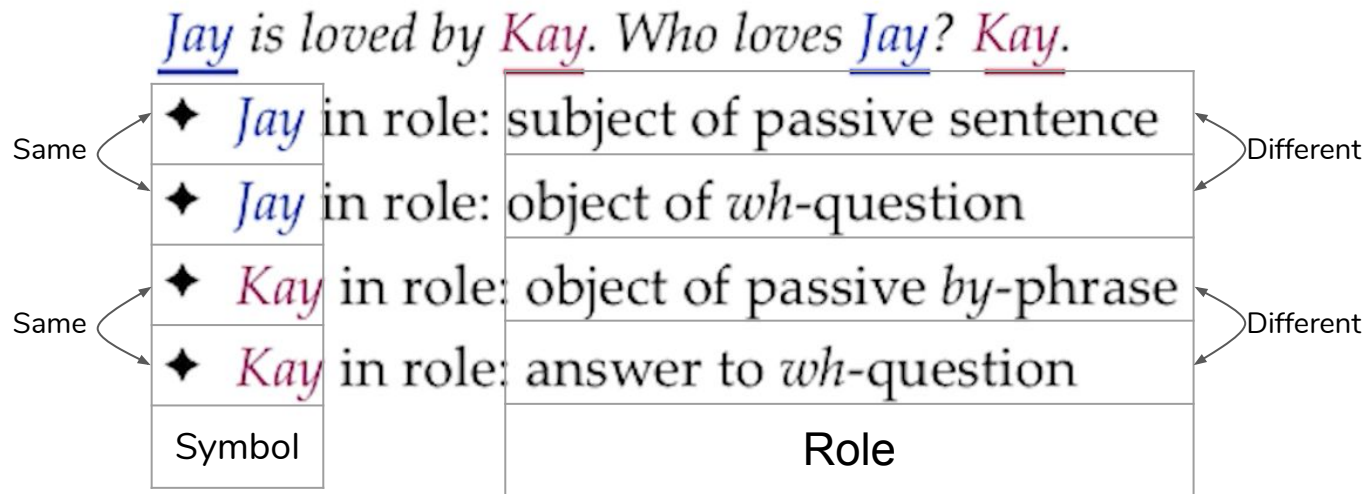 Jay is loved by Kay. Who loves Jay? Kay.
✦ Jay in role: subject of passive sentence
Same
Different
✦ Jay in role: object of wh-question
✦ Kay in role: object of passive by-phrase
Same
Different
✦ Kay in role: answer to wh-question
Symbol
Role